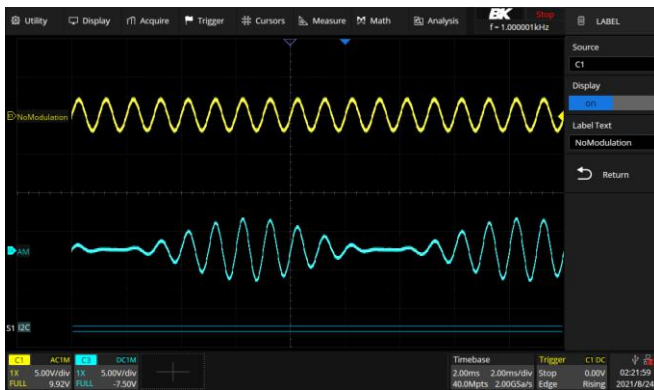 Utility Display Acquire Trigger Cursors Measure Math Analysis BK Stop LABEL
f = 1.000001kHz
Source
C1
Display
on
NoModulation
Label Text
NoModulation
Return
AM
S1 I2C
C1 AC1M C3 DC1M Timebase Trigger C1 DC
1X 5.00V/div 1X 5.00V/div 2.00ms 2.00ms/div Stop 0.00V 02:21:59
FULL 9.92V FULL -7.50V 40.0Mpts 2.00GSa/s Edge Rising 2021/8/24